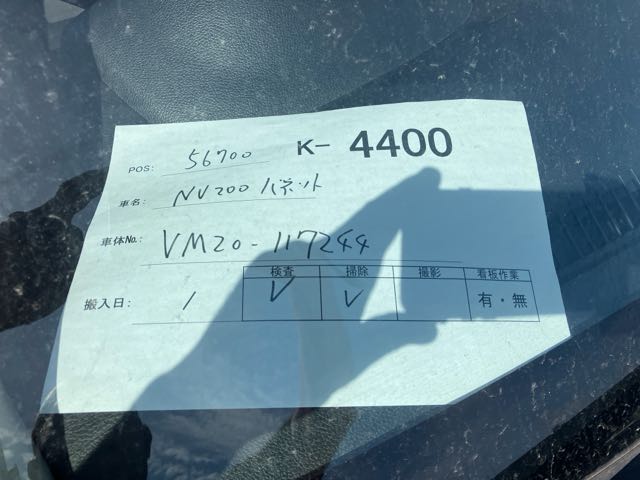 POS: 56700 K- 4400
車名: NV200 バネット
車体No.: VM20-117244
検査 掃除 撮影 看板作業
搬入日: / ✓ ✓ 有・無